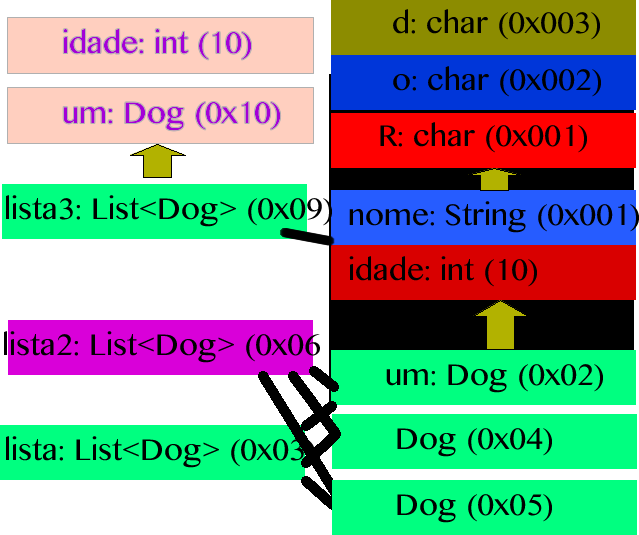 idade: int (10)
um: Dog (0x10)
lista3: List<Dog> (0x09)
lista2: List<Dog> (0x06
lista: List<Dog> (0x03
d: char (0x003)
o: char (0x002)
R: char (0x001)
nome: String (0x001)
idade: int (10)
um: Dog (0x02)
Dog (0x04)
Dog (0x05)